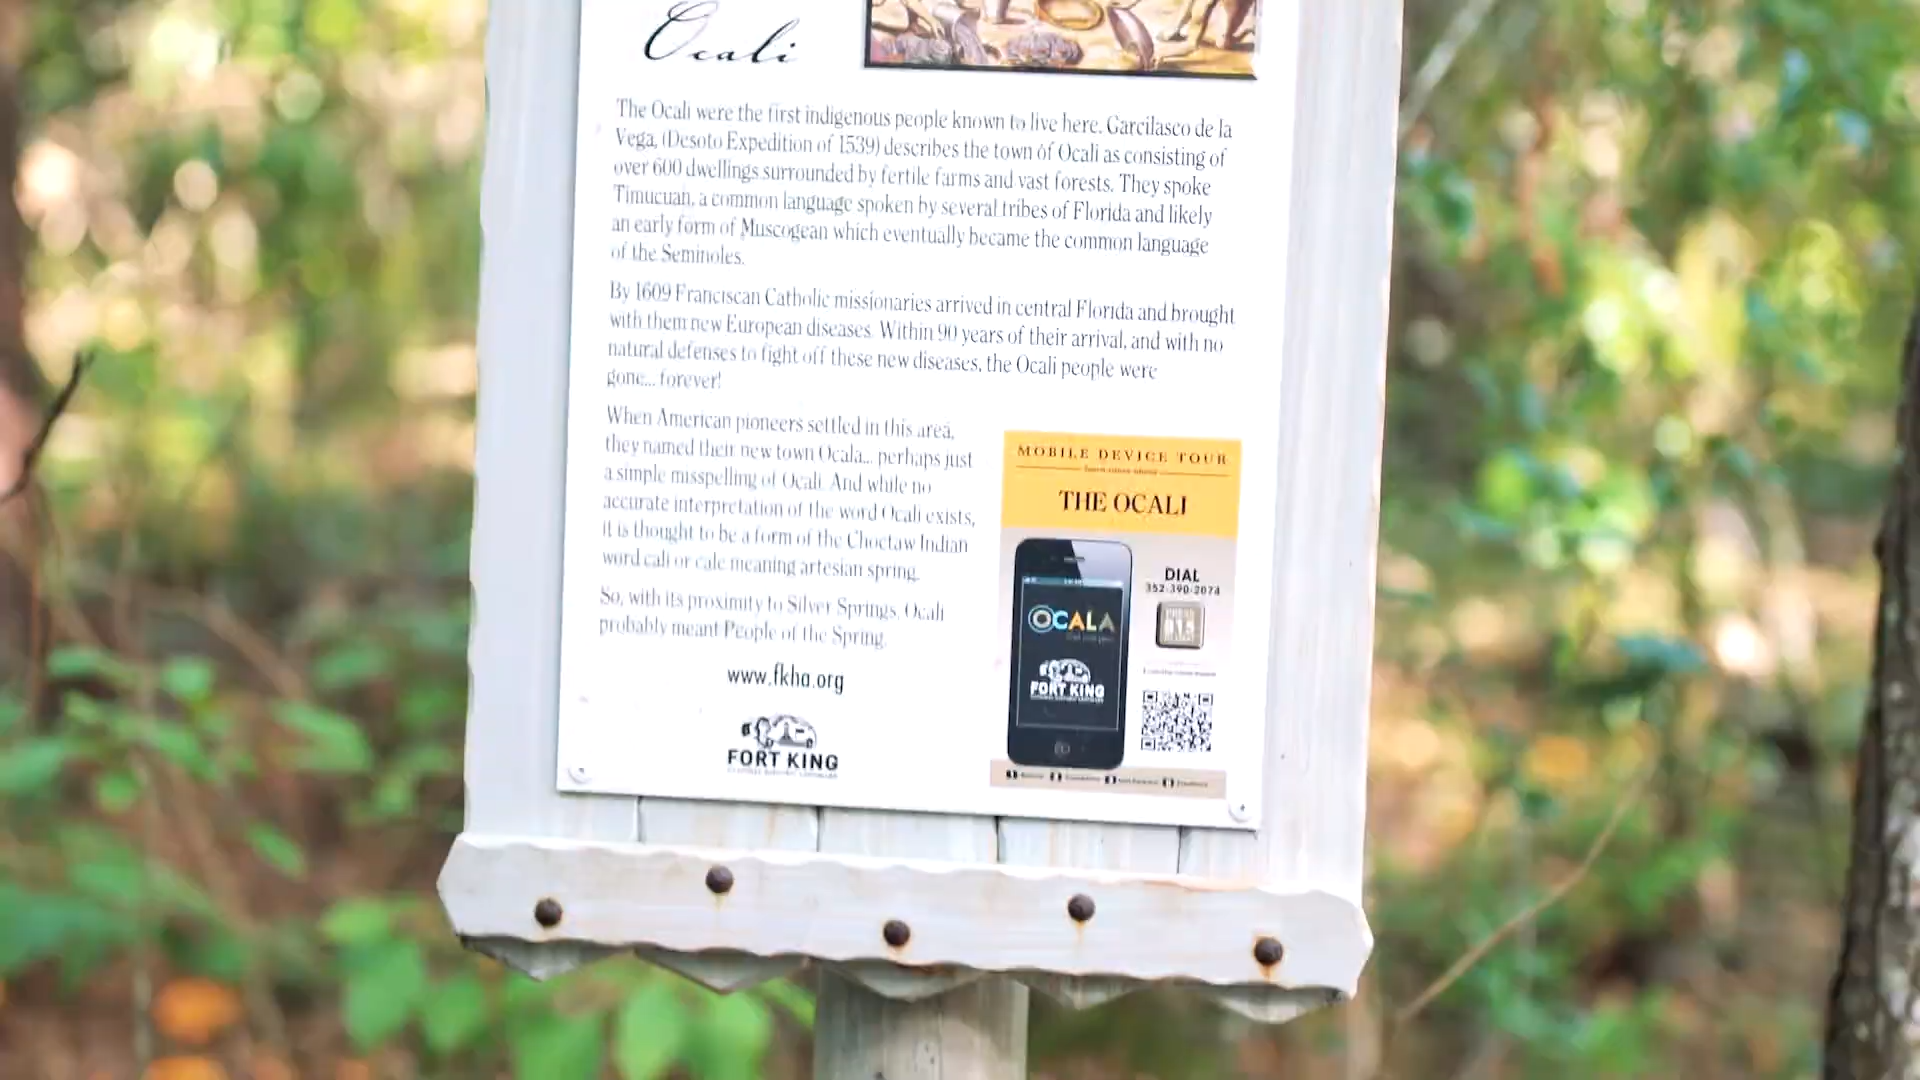 Ocali
The Ocali were the first indigenous people known to live here. Garcilasco de la
Vega, (Desoto Expedition of 1539) describes the town of Ocali as consisting of
over 600 dwellings surrounded by fertile farms and vast forests. They spoke
Timucuan, a common language spoken by several tribes of Florida and likely
an early form of Muscogean which eventually became the common language
of the Seminoles.
By 1609 Franciscan Catholic missionaries arrived in central Florida and brought
with them new European diseases. Within 90 years of their arrival, and with no
natural defenses to fight off these new diseases, the Ocali people were
gone... forever!
When American pioneers settled in this area,
they named their new town Ocala... perhaps just
a simple misspelling of Ocali. And while no
accurate interpretation of the word Ocali exists,
it is thought to be a form of the Choctaw Indian
word cali or cale meaning artesian spring.
So, with its proximity to Silver Springs, Ocali
probably meant People of the Spring.
www.fkha.org
FORT KING
MOBILE DEVICE TOUR
THE OCALI
DIAL
352-390-2074
PRESS
OCALA
FORT KING